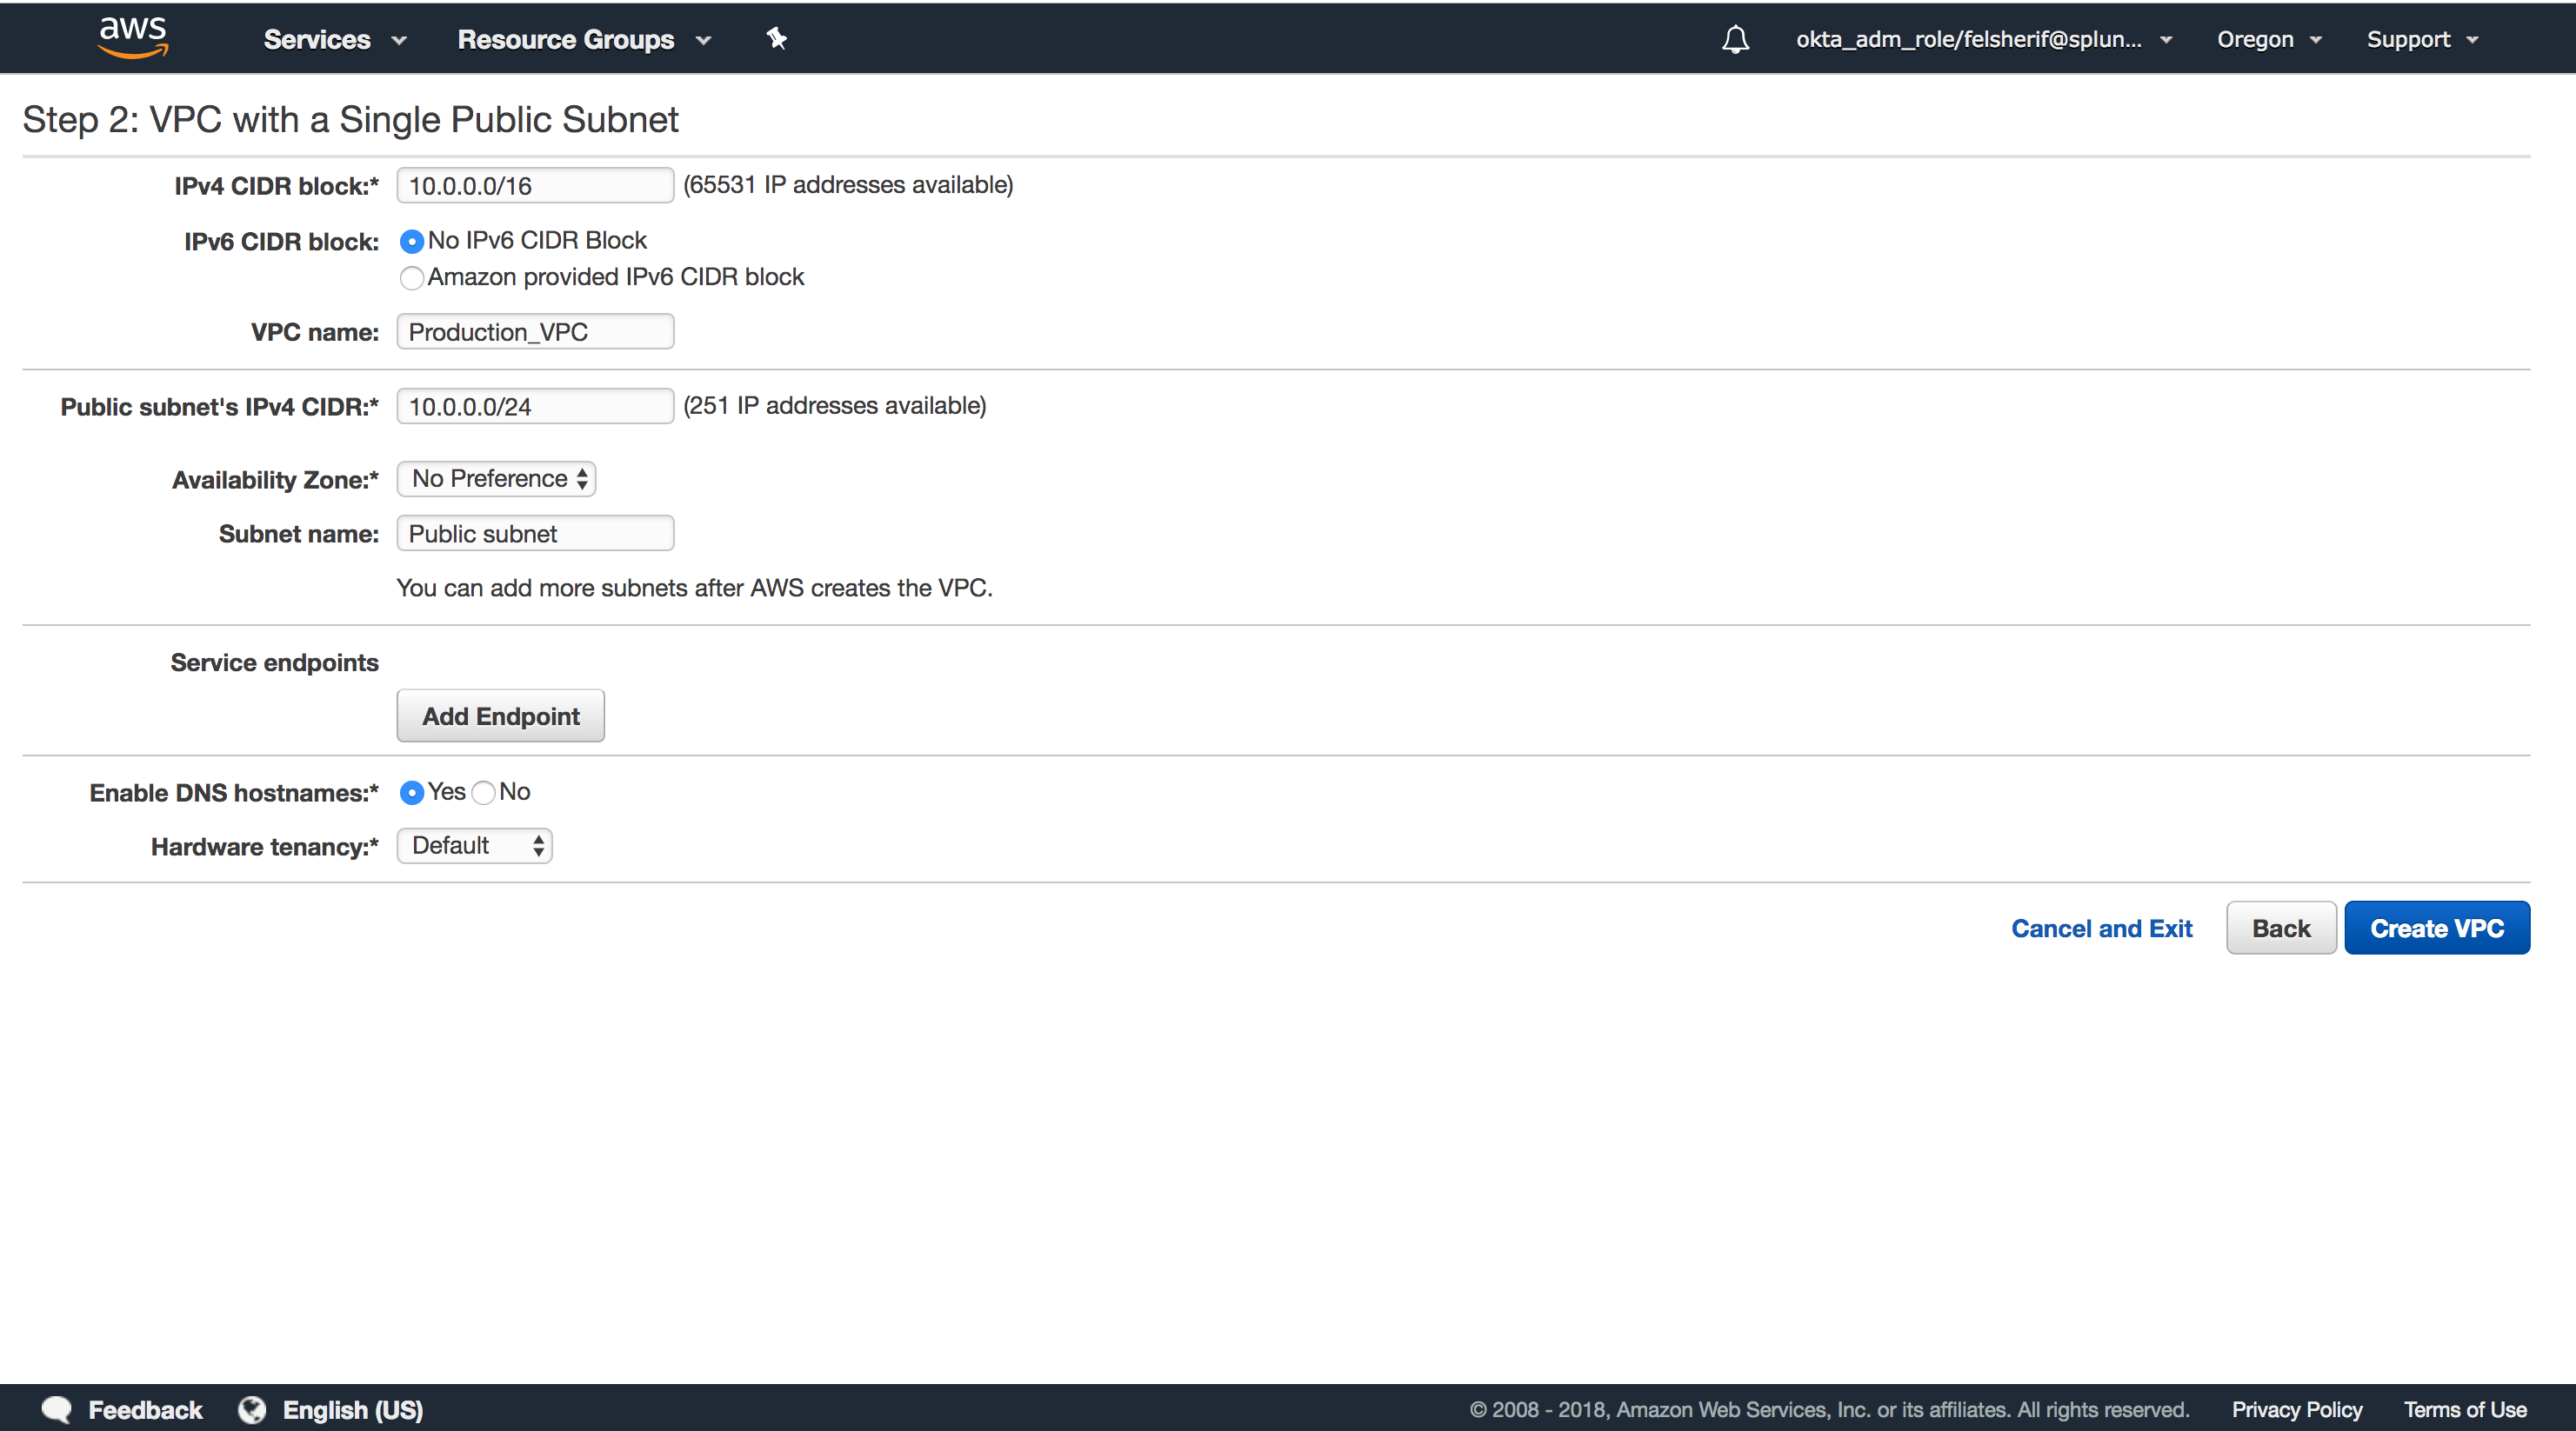 aws Services Resource Groups okta_adm_role/felsherif@splun... Oregon Support
Step 2: VPC with a Single Public Subnet
IPv4 CIDR block:* 10.0.0.0/16 (65531 IP addresses available)
IPv6 CIDR block: No IPv6 CIDR Block
Amazon provided IPv6 CIDR block
VPC name: Production_VPC
Public subnet's IPv4 CIDR:* 10.0.0.0/24 (251 IP addresses available)
Availability Zone:* No Preference
Subnet name: Public subnet
You can add more subnets after AWS creates the VPC.
Service endpoints
Add Endpoint
Enable DNS hostnames:* Yes No
Hardware tenancy:* Default
Cancel and Exit Back Create VPC
Feedback English (US) © 2008 - 2018, Amazon Web Services, Inc. or its affiliates. All rights reserved. Privacy Policy Terms of Use